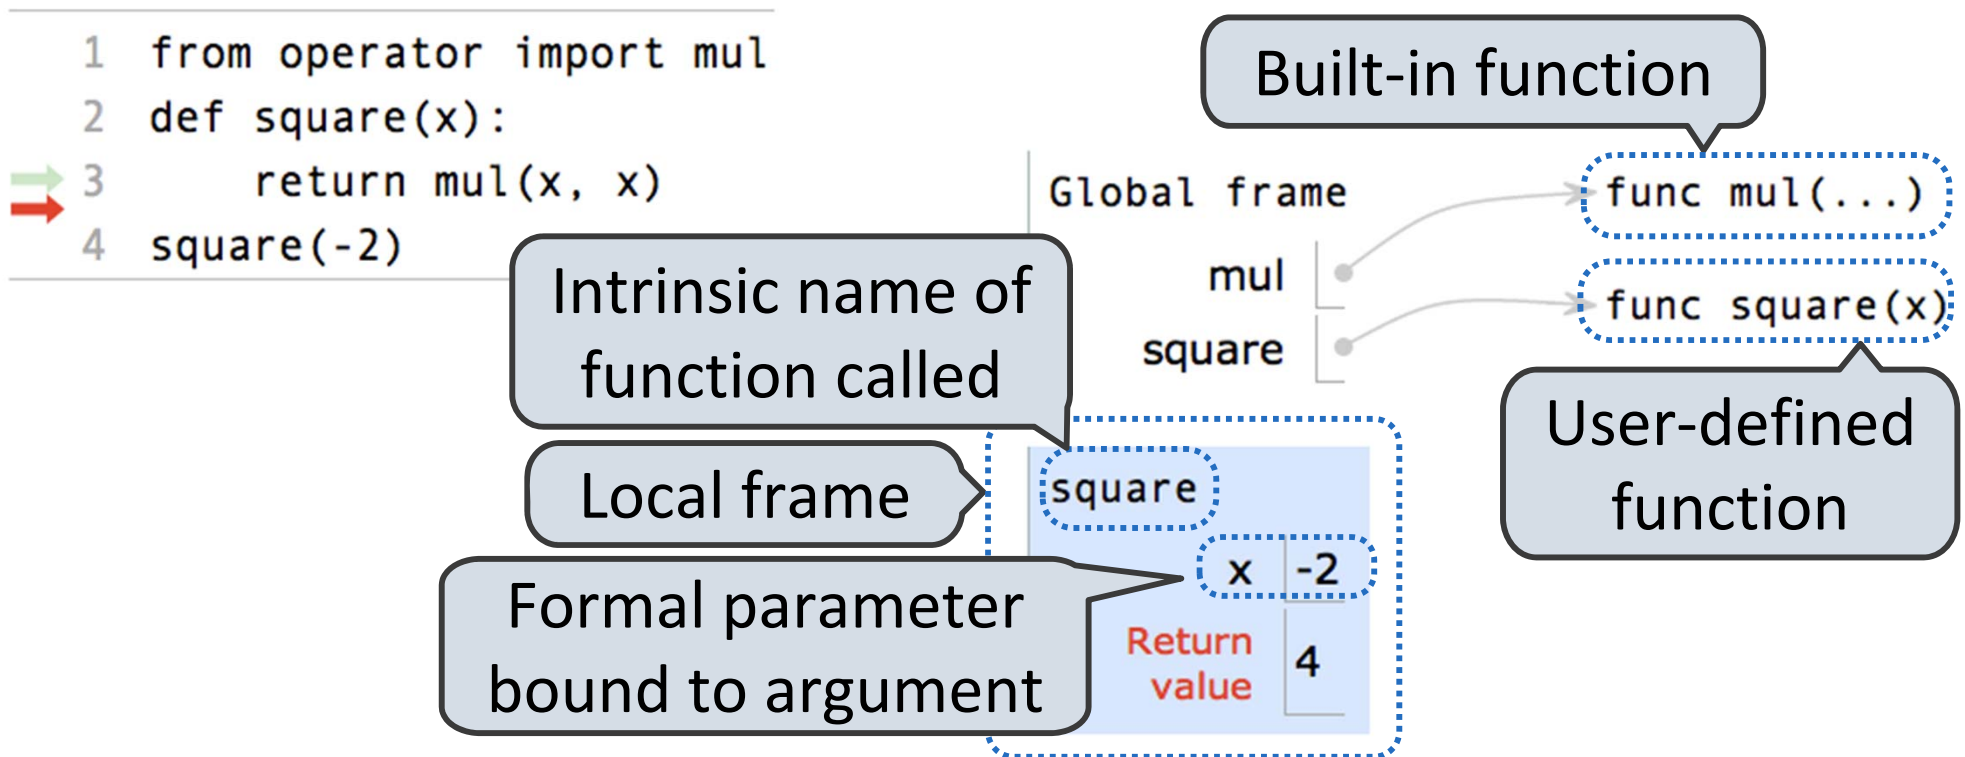 1 from operator import mul
2 def square(x):
3     return mul(x, x)
4 square(-2)
Built-in function
Global frame
func mul(...)
mul
func square(x)
square
Intrinsic name of
function called
User-defined
function
Local frame
square
x -2
Formal parameter
bound to argument
Return
value
4